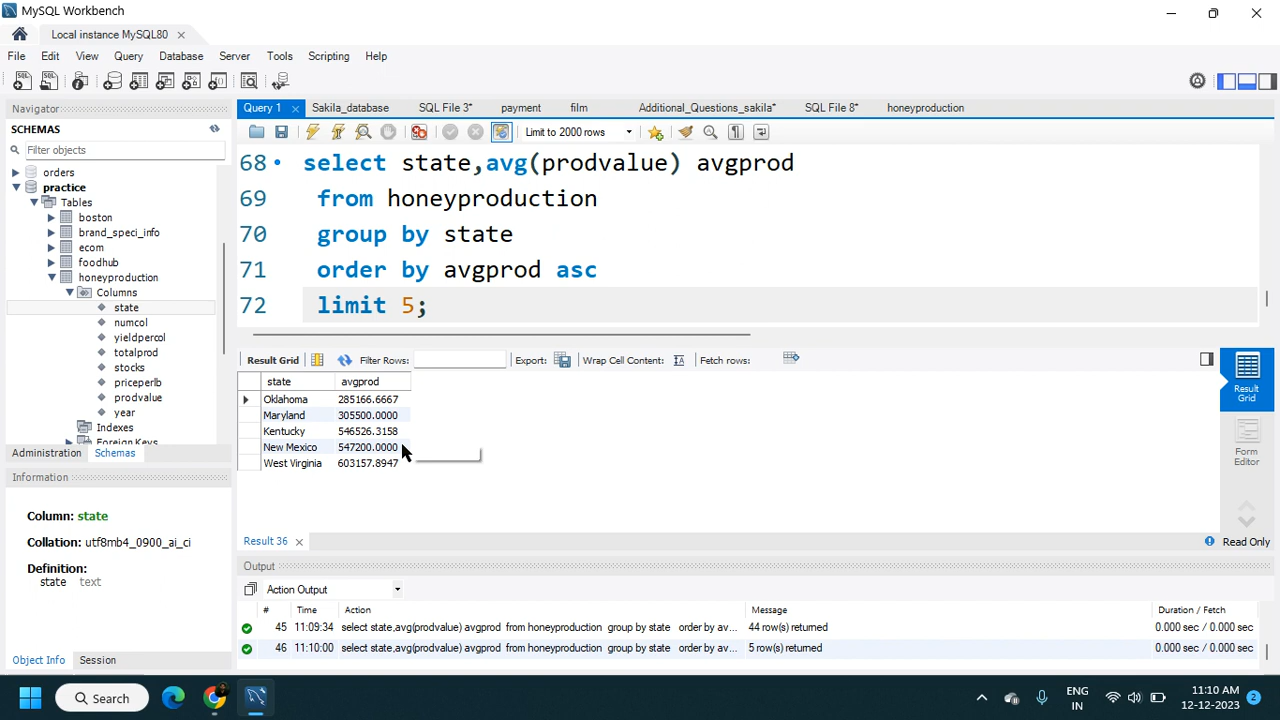 MySQL Workbench
Local instance MySQL80
File Edit View Query Database Server Tools Scripting Help
Navigator
SCHEMAS
Filter objects
orders
practice
Tables
boston
brand_speci_info
ecom
foodhub
honeyproduction
Columns
state
numcol
yieldpercol
totalprod
stocks
priceperlb
prodvalue
year
Indexes
Foreign Keys
Administration Schemas
Information
Column: state
Collation: utf8mb4_0900_ai_ci
Definition:
state text
Object Info Session
Query 1 Sakila_database SQL File 3* payment film Additional_Questions_sakila* SQL File 8* honeyproduction
Limit to 2000 rows
68 select state,avg(prodvalue) avgprod
69 from honeyproduction
70 group by state
71 order by avgprod asc
72 limit 5;
Result Grid Filter Rows: Export: Wrap Cell Content: Fetch rows:
state avgprod
Oklahoma 285166.6667
Maryland 305500.0000
Kentucky 546526.3158
New Mexico 547200.0000
West Virginia 603157.8947
Result Grid
Form Editor
Result 36
Read Only
Output
Action Output
# Time Action Message Duration / Fetch
45 11:09:34 select state,avg(prodvalue) avgprod from honeyproduction group by state order by av... 44 row(s) returned 0.000 sec / 0.000 sec
46 11:10:00 select state,avg(prodvalue) avgprod from honeyproduction group by state order by av... 5 row(s) returned 0.000 sec / 0.000 sec
Search
ENG
IN
11:10 AM
12-12-2023
2